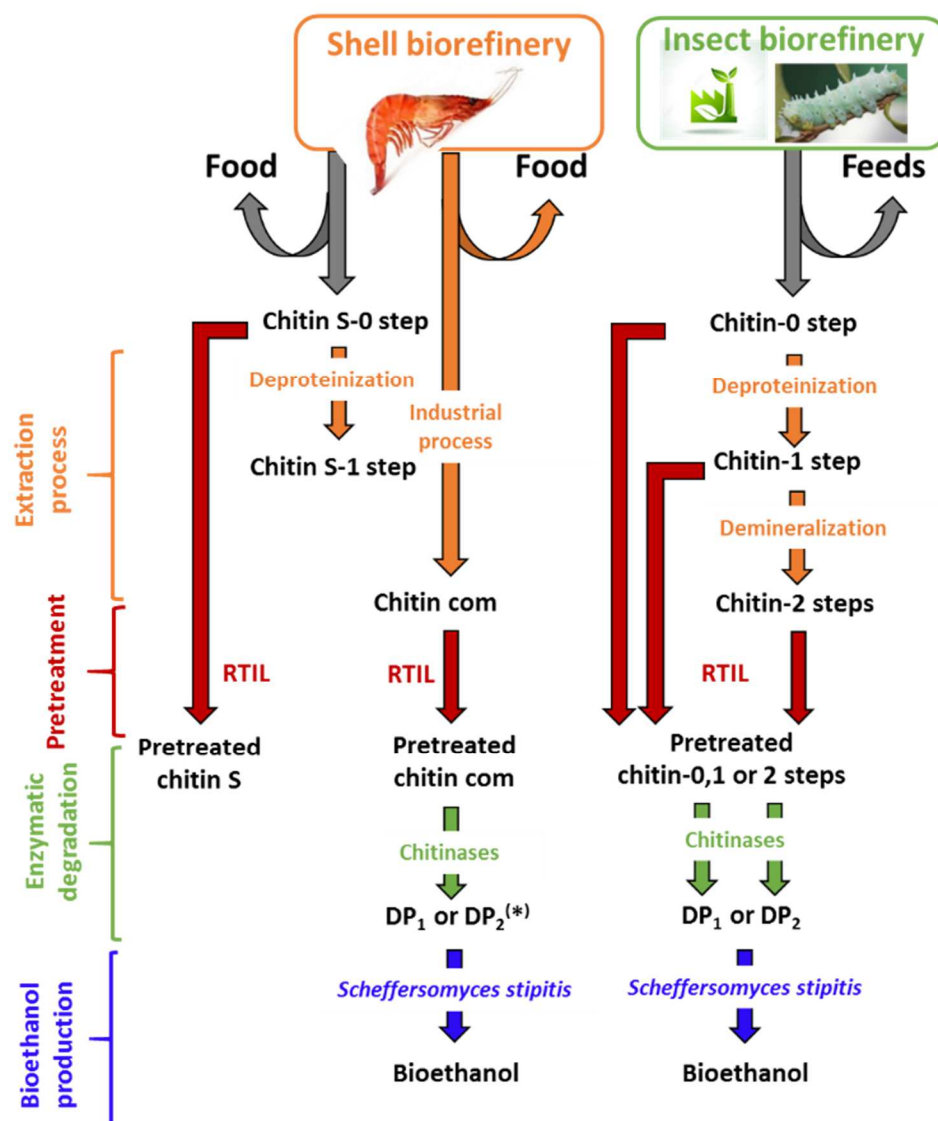 Shell biorefinery
Insect biorefinery
Food
Food
Feeds
Chitin S-0 step
Chitin-0 step
Deproteinization
Deproteinization
Industrial
process
Chitin S-1 step
Chitin-1 step
Demineralization
Chitin com
Chitin-2 steps
Extraction
process
RTIL
RTIL
RTIL
Pretreatment
Pretreated
chitin S
Pretreated
chitin com
Pretreated
chitin-0,1 or 2 steps
Chitinases
Chitinases
Enzymatic
degradation
DP₁ or DP₂⁽*⁾
DP₁ or DP₂
Scheffersomyces stipitis
Scheffersomyces stipitis
Bioethanol
production
Bioethanol
Bioethanol